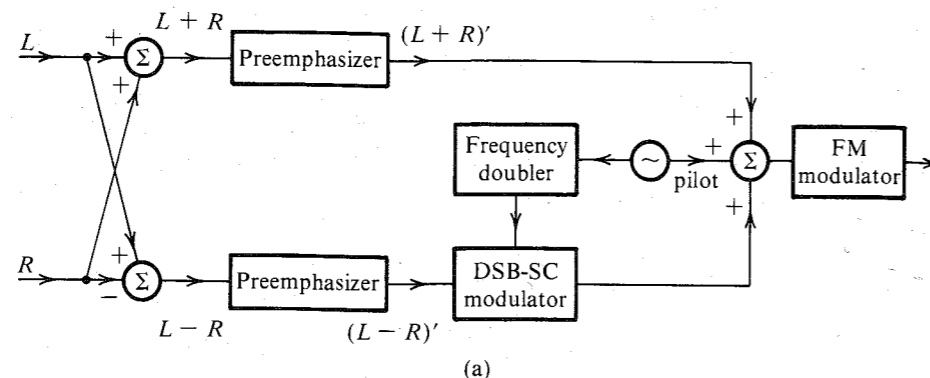 L
+
L + R
Preemphasizer
(L + R)′
Σ
+
+
Frequency
doubler
~
+
pilot
Σ
+
FM
modulator
R
+
−
Σ
L − R
Preemphasizer
(L − R)′
DSB-SC
modulator
(a)